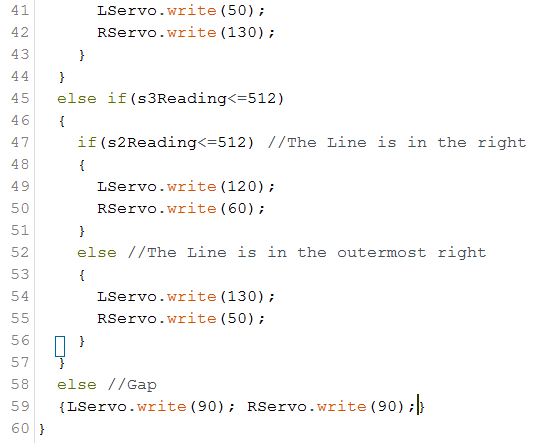 41 LServo.write(50);
42 RServo.write(130);
43 }
44 }
45 else if(s3Reading<=512)
46 {
47 if(s2Reading<=512) //The Line is in the right
48 {
49 LServo.write(120);
50 RServo.write(60);
51 }
52 else //The Line is in the outermost right
53 {
54 LServo.write(130);
55 RServo.write(50);
56 }
57 }
58 else //Gap
59 {LServo.write(90); RServo.write(90);}
60 }